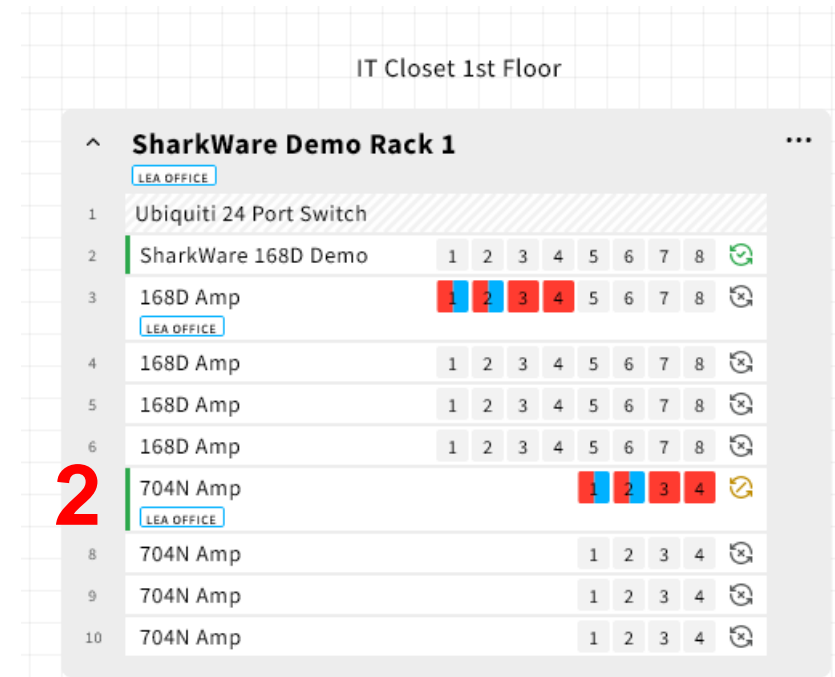 IT Closet 1st Floor
SharkWare Demo Rack 1
LEA OFFICE
1 Ubiquiti 24 Port Switch
2 SharkWare 168D Demo 1 2 3 4 5 6 7 8
3 168D Amp 1 2 3 4 5 6 7 8
LEA OFFICE
4 168D Amp 1 2 3 4 5 6 7 8
5 168D Amp 1 2 3 4 5 6 7 8
6 168D Amp 1 2 3 4 5 6 7 8
2 704N Amp 1 2 3 4
LEA OFFICE
8 704N Amp 1 2 3 4
9 704N Amp 1 2 3 4
10 704N Amp 1 2 3 4